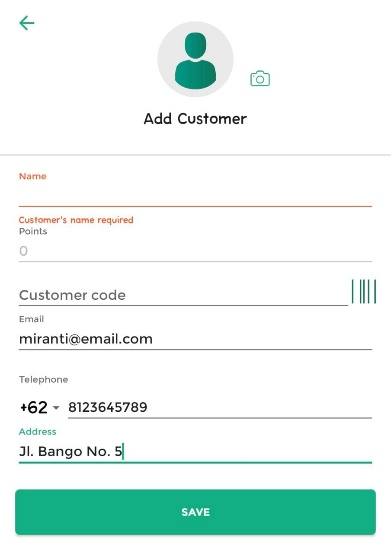 Add Customer
Name
Customer's name required
Points
0
Customer code
Email
miranti@email.com
Telephone
+62 8123645789
Address
Jl. Bango No. 5
SAVE